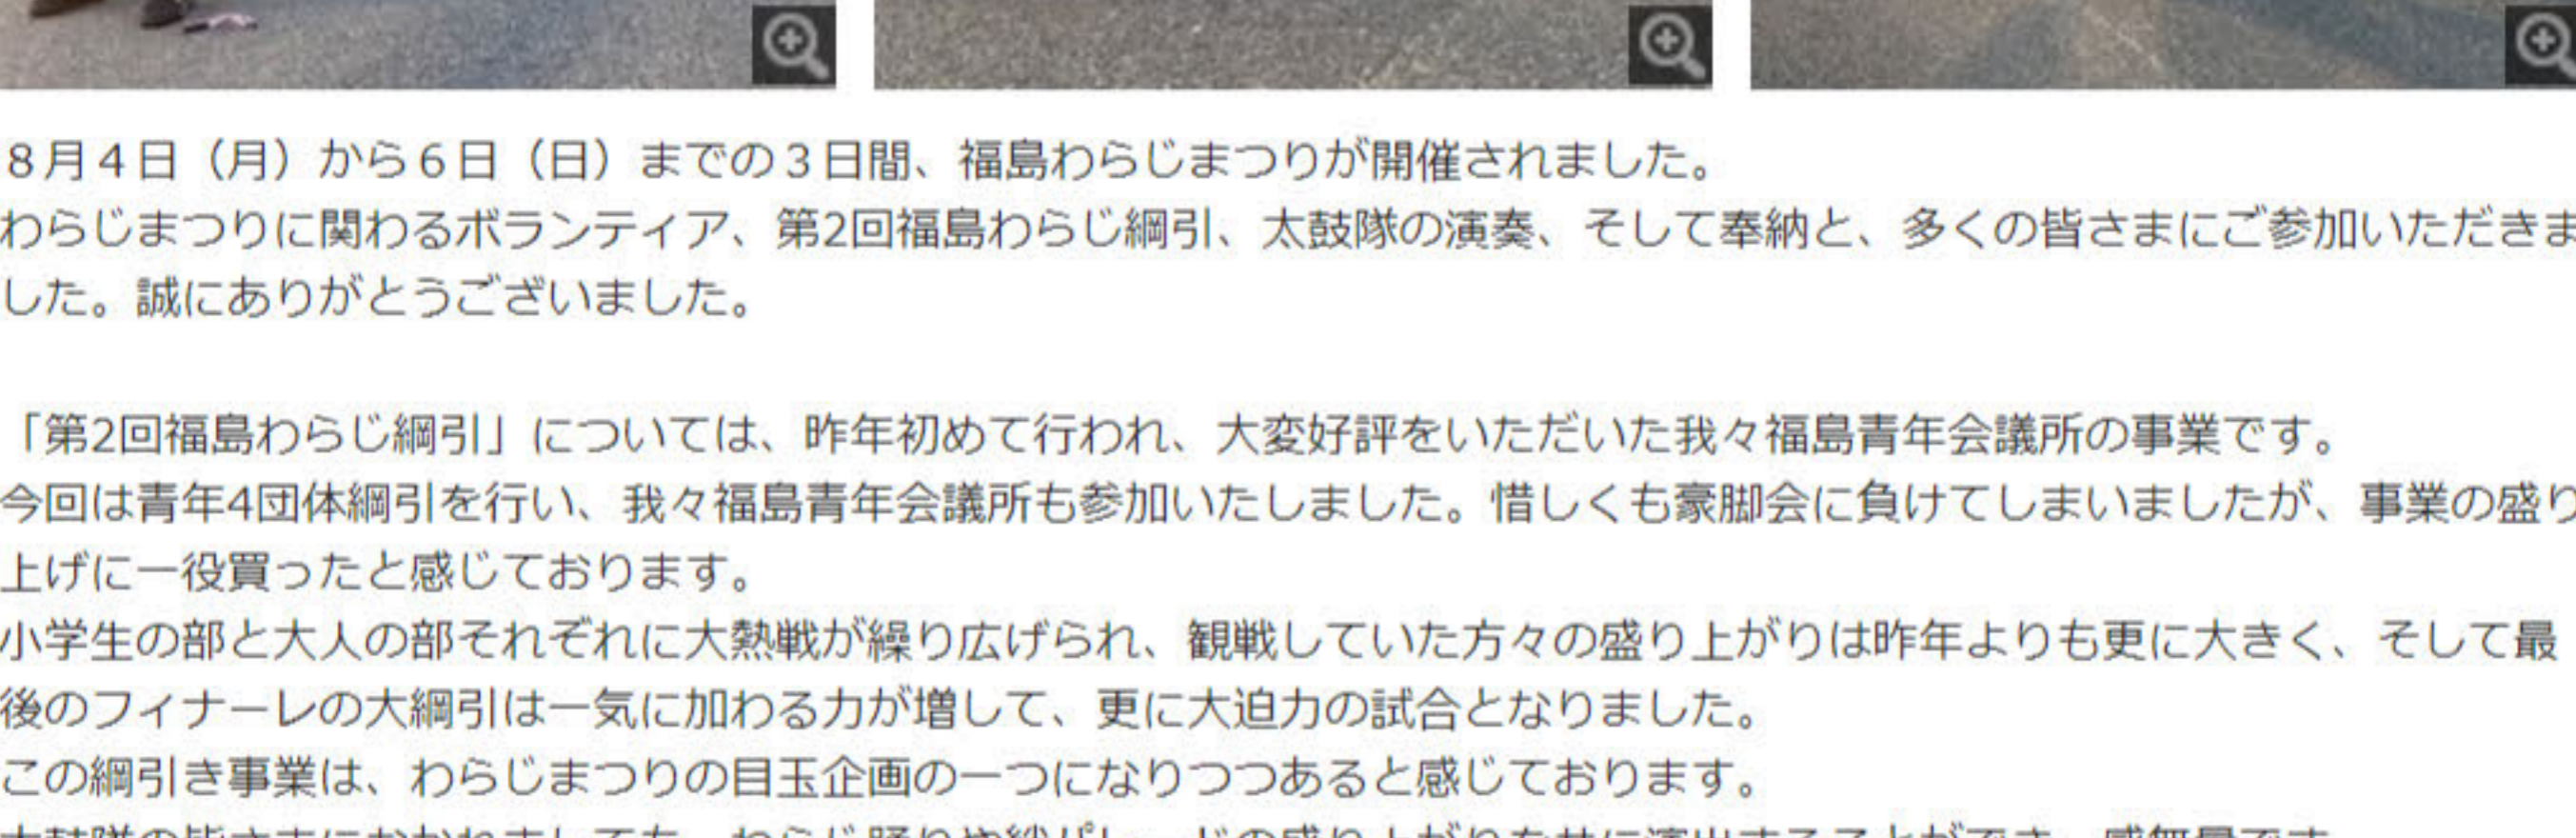 ８月４日（月）から６日（日）までの３日間、福島わらじまつりが開催されました。
わらじまつりに関わるボランティア、第2回福島わらじ綱引、太鼓隊の演奏、そして奉納と、多くの皆さまにご参加いただきま
した。誠にありがとうございました。
「第2回福島わらじ綱引」については、昨年初めて行われ、大変好評をいただいた我々福島青年会議所の事業です。
今回は青年4団体綱引を行い、我々福島青年会議所も参加いたしました。惜しくも豪脚会に負けてしまいましたが、事業の盛り
上げに一役買ったと感じております。
小学生の部と大人の部それぞれに大熱戦が繰り広げられ、観戦していた方々の盛り上がりは昨年よりも更に大きく、そして最
後のフィナーレの大綱引は一気に加わる力が増して、更に大迫力の試合となりました。
この綱引き事業は、わらじまつりの目玉企画の一つになりつつあると感じております。